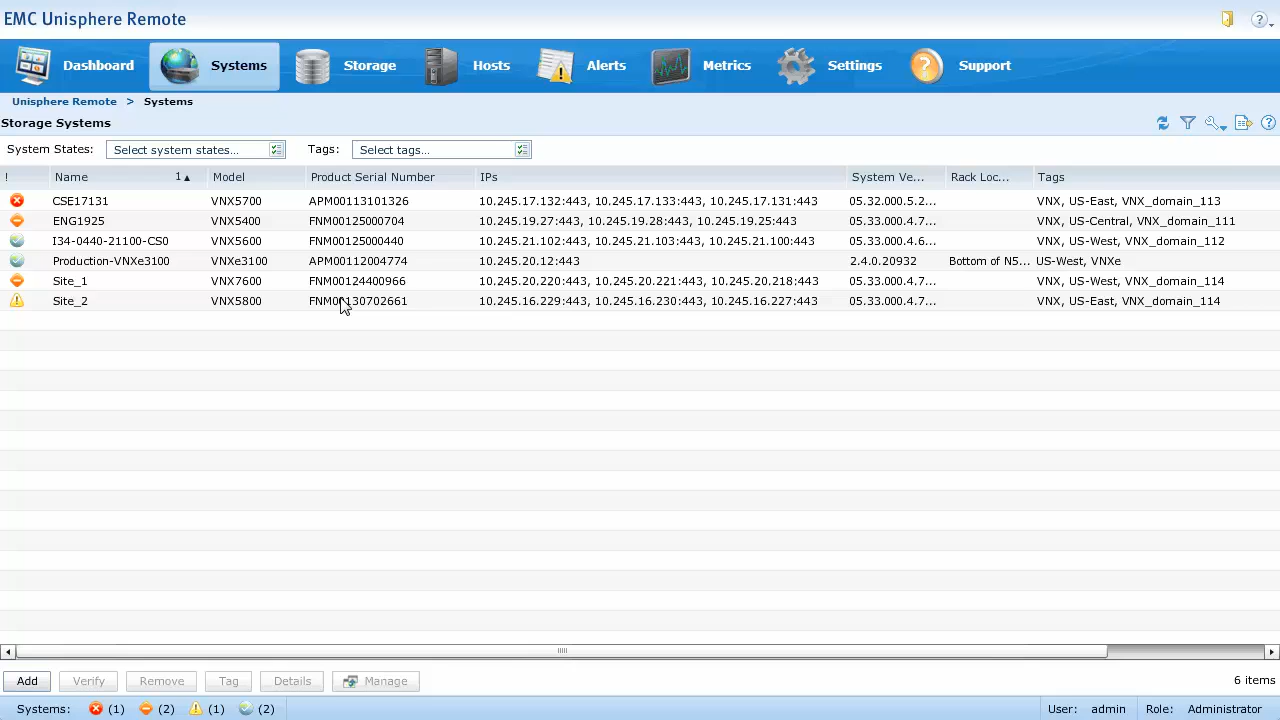 EMC Unisphere Remote
Dashboard Systems Storage Hosts Alerts Metrics Settings Support
Unisphere Remote > Systems
Storage Systems
System States: Select system states... Tags: Select tags...
! Name 1▲ Model Product Serial Number IPs System Ve... Rack Loc... Tags
CSE17131 VNX5700 APM00113101326 10.245.17.132:443, 10.245.17.133:443, 10.245.17.131:443 05.32.000.5.2... VNX, US-East, VNX_domain_113
ENG1925 VNX5400 FNM00125000704 10.245.19.27:443, 10.245.19.28:443, 10.245.19.25:443 05.33.000.4.7... VNX, US-Central, VNX_domain_111
I34-0440-21100-CS0 VNX5600 FNM00125000440 10.245.21.102:443, 10.245.21.103:443, 10.245.21.100:443 05.33.000.4.6... VNX, US-West, VNX_domain_112
Production-VNXe3100 VNXe3100 APM00112004774 10.245.20.12:443 2.4.0.20932 Bottom of N5... US-West, VNXe
Site_1 VNX7600 FNM00124400966 10.245.20.220:443, 10.245.20.221:443, 10.245.20.218:443 05.33.000.4.7... VNX, US-West, VNX_domain_114
Site_2 VNX5800 FNM00130702661 10.245.16.229:443, 10.245.16.230:443, 10.245.16.227:443 05.33.000.4.7... VNX, US-East, VNX_domain_114
Add Verify Remove Tag Details Manage 6 items
Systems: (1) (2) (1) (2) User: admin Role: Administrator